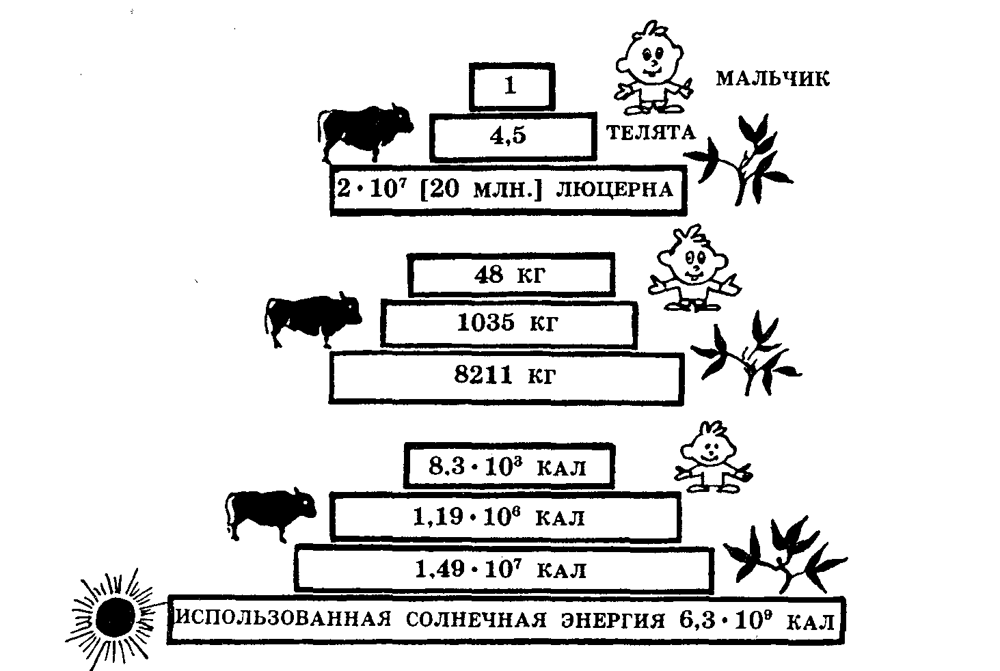 1
МАЛЬЧИК
4,5
ТЕЛЯТА
2·10⁷ [20 МЛН.] ЛЮЦЕРНА
48 КГ
1035 КГ
8211 КГ
8.3·10³ КАЛ
1,19·10⁶ КАЛ
1,49·10⁷ КАЛ
ИСПОЛЬЗОВАННАЯ СОЛНЕЧНАЯ ЭНЕРГИЯ 6,3·10⁹ КАЛ